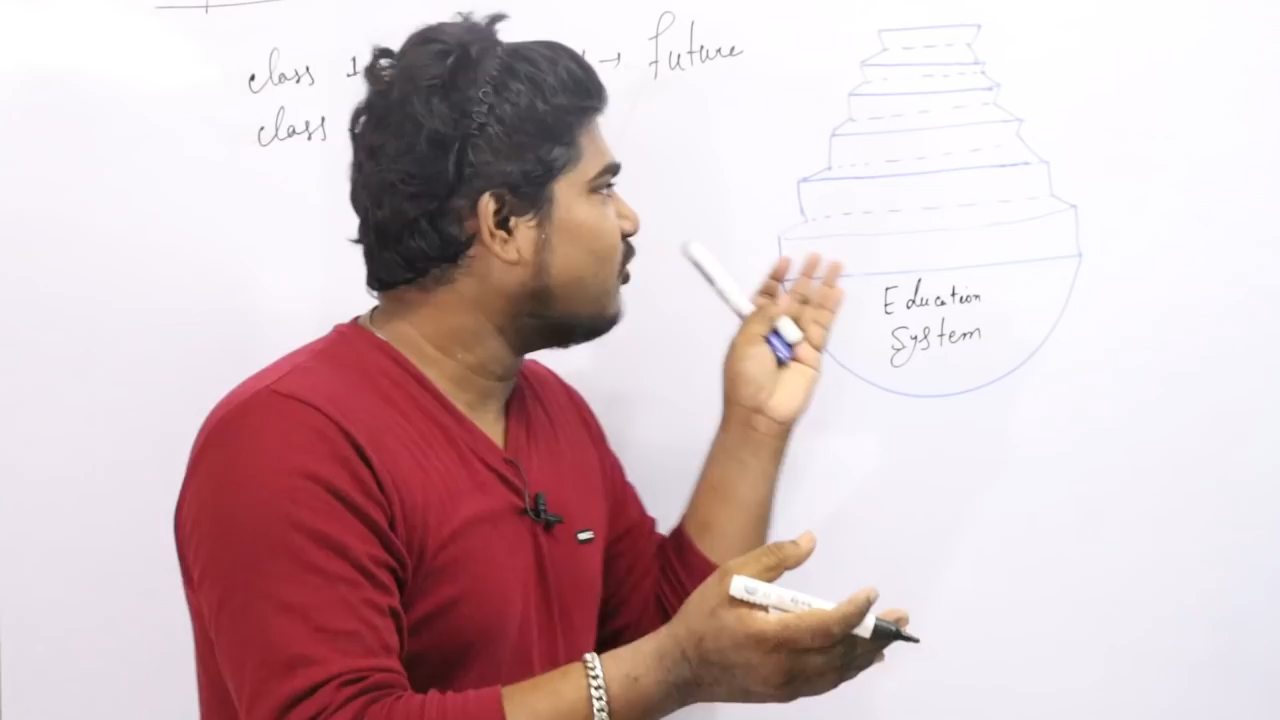 class 1 → future
class
Education
System